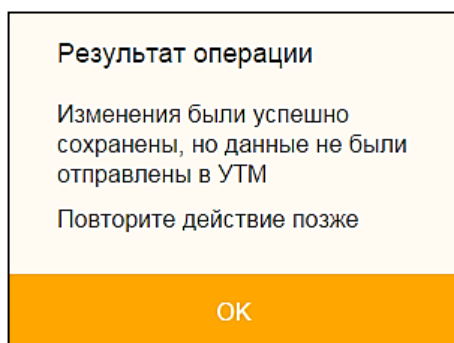 Результат операции
Изменения были успешно
сохранены, но данные не были
отправлены в УТМ
Повторите действие позже
OK